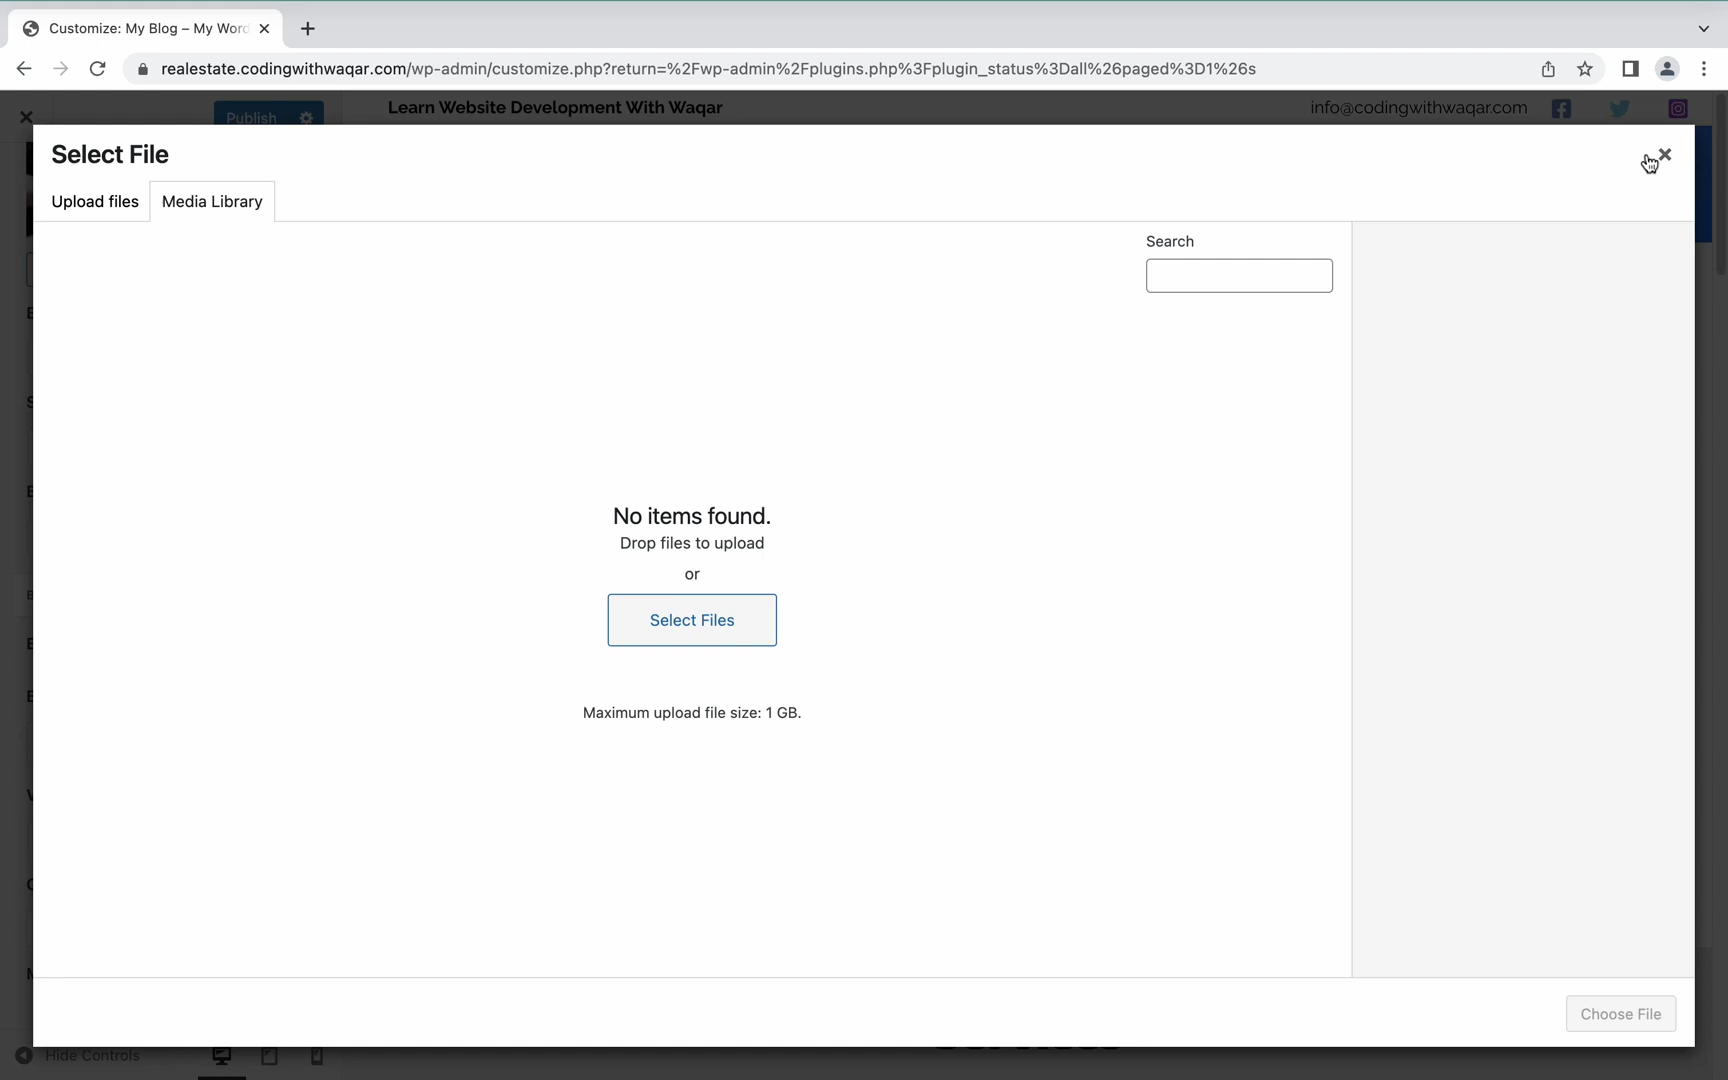 Customize: My Blog – My Word
realestate.codingwithwaqar.com/wp-admin/customize.php?return=%2Fwp-admin%2Fplugins.php%3Fplugin_status%3Dall%26paged%3D1%26s
Publish
Learn Website Development With Waqar
info@codingwithwaqar.com
Select File
Upload files
Media Library
Search
No items found.
Drop files to upload
or
Select Files
Maximum upload file size: 1 GB.
Choose File
Hide Controls